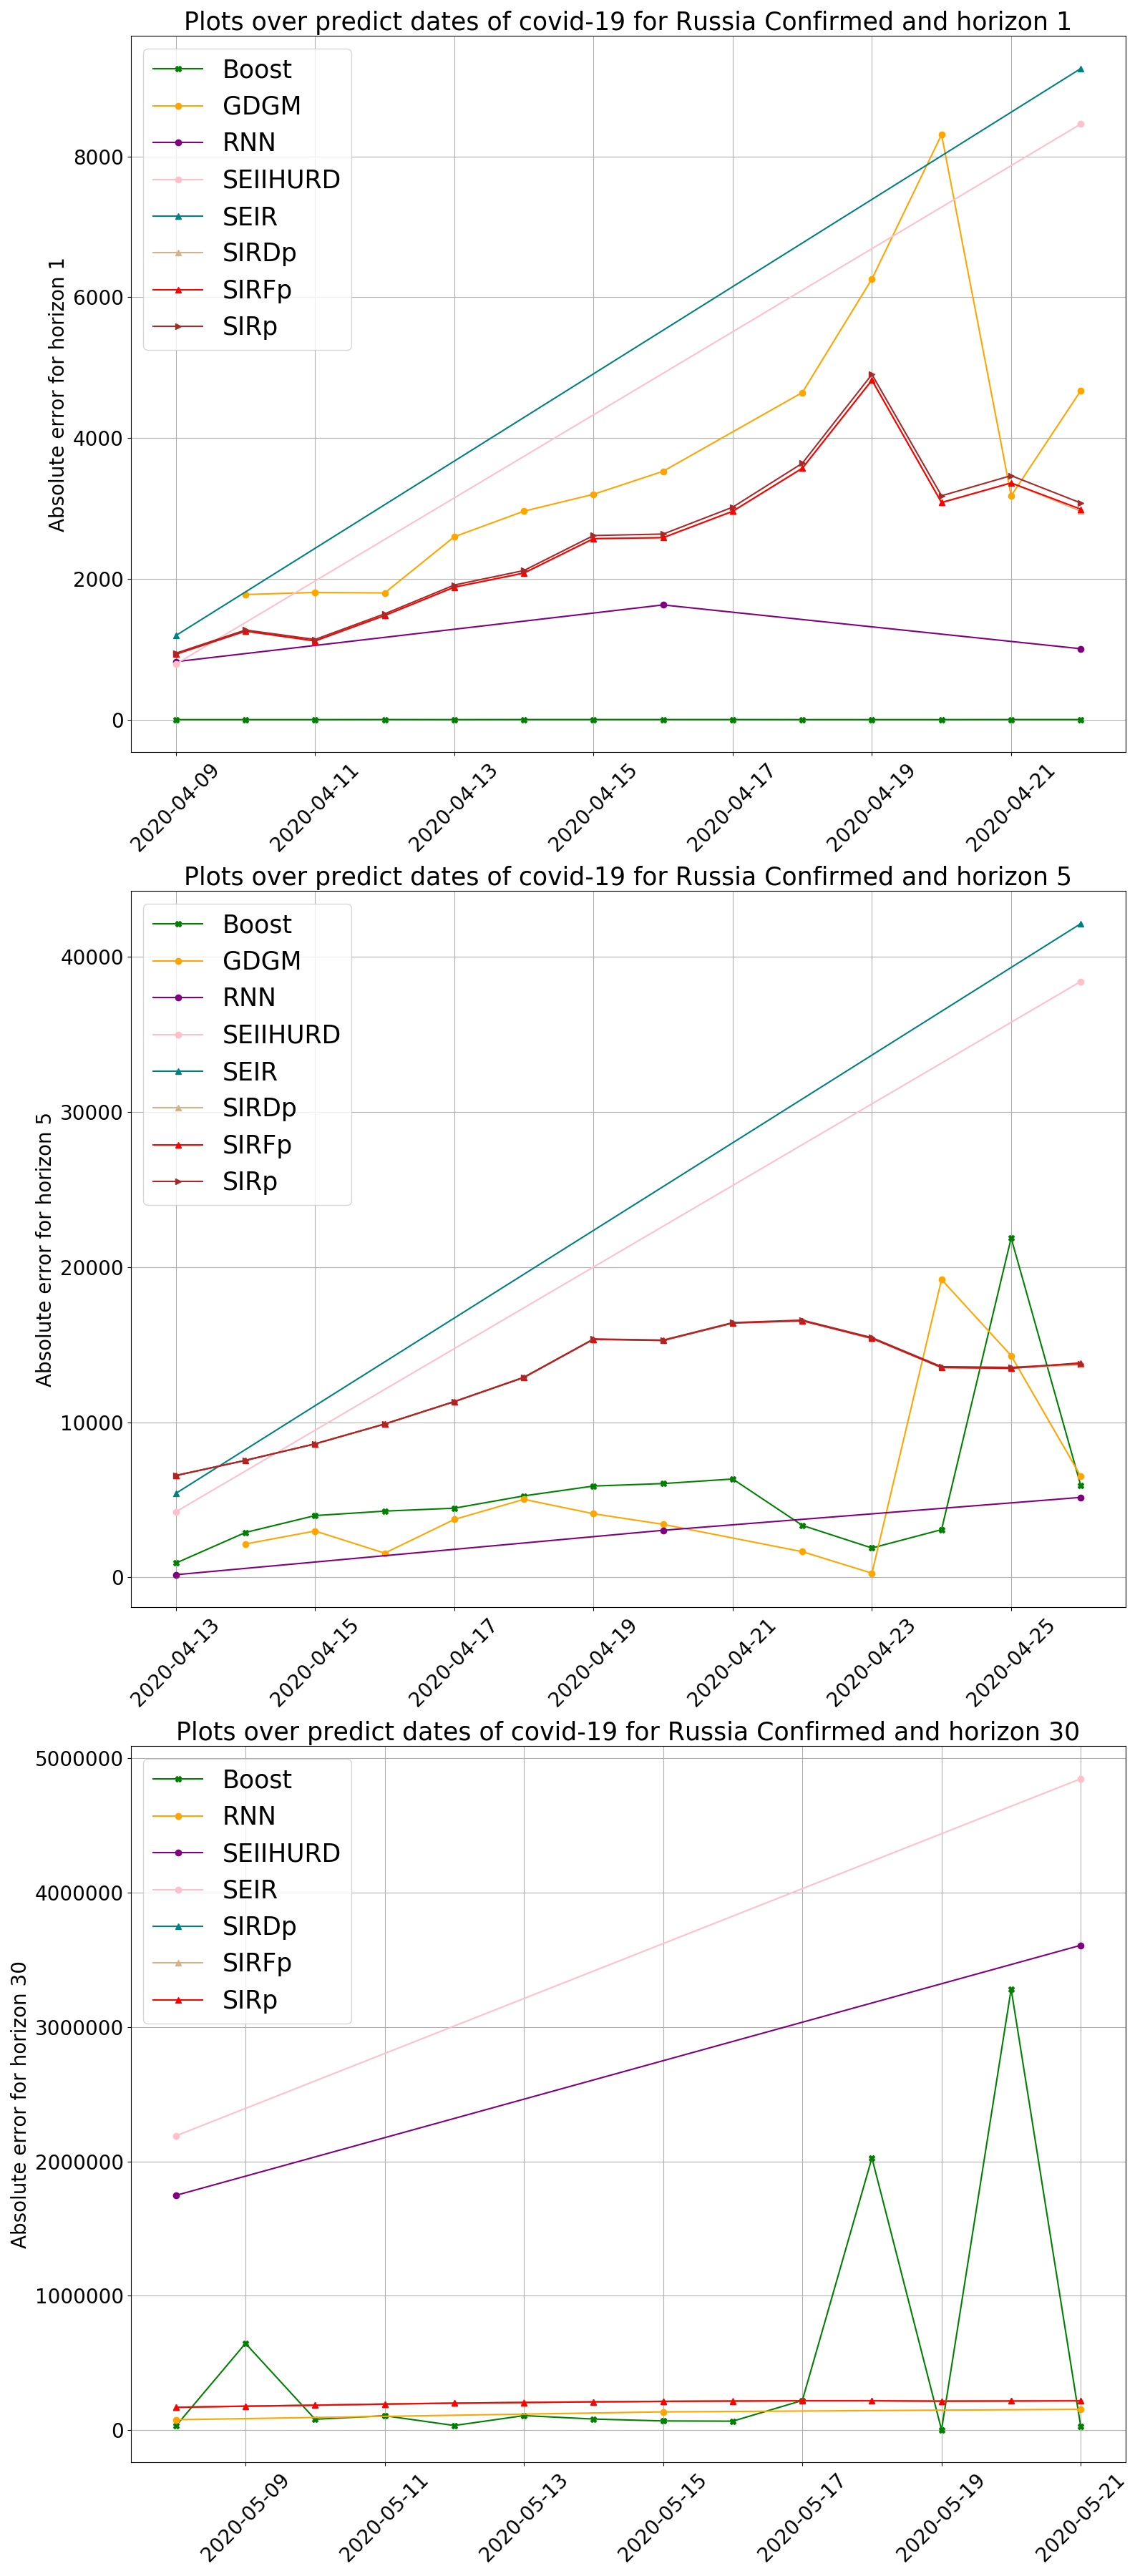 Plots over predict dates of covid-19 for Russia Confirmed and horizon 1
Boost
GDGM
RNN
SEIIHURD
SEIR
SIRDp
SIRFp
SIRp
8000
6000
4000
2000
0
Absolute error for horizon 1
2020-04-09
2020-04-11
2020-04-13
2020-04-15
2020-04-17
2020-04-19
2020-04-21
Plots over predict dates of covid-19 for Russia Confirmed and horizon 5
Boost
GDGM
RNN
SEIIHURD
SEIR
SIRDp
SIRFp
SIRp
40000
30000
20000
10000
0
Absolute error for horizon 5
2020-04-13
2020-04-15
2020-04-17
2020-04-19
2020-04-21
2020-04-23
2020-04-25
Plots over predict dates of covid-19 for Russia Confirmed and horizon 30
Boost
RNN
SEIIHURD
SEIR
SIRDp
SIRFp
SIRp
5000000
4000000
3000000
2000000
1000000
0
Absolute error for horizon 30
2020-05-09
2020-05-11
2020-05-13
2020-05-15
2020-05-17
2020-05-19
2020-05-21